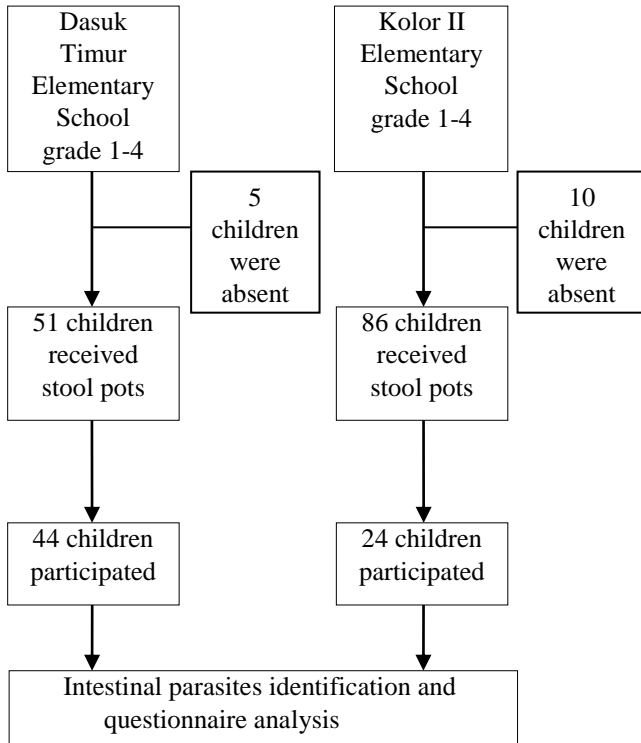 Dasuk
Timur
Elementary
School
grade 1-4
Kolor II
Elementary
School
grade 1-4
5
children
were
absent
10
children
were
absent
51 children
received
stool pots
86 children
received
stool pots
44 children
participated
24 children
participated
Intestinal parasites identification and
questionnaire analysis